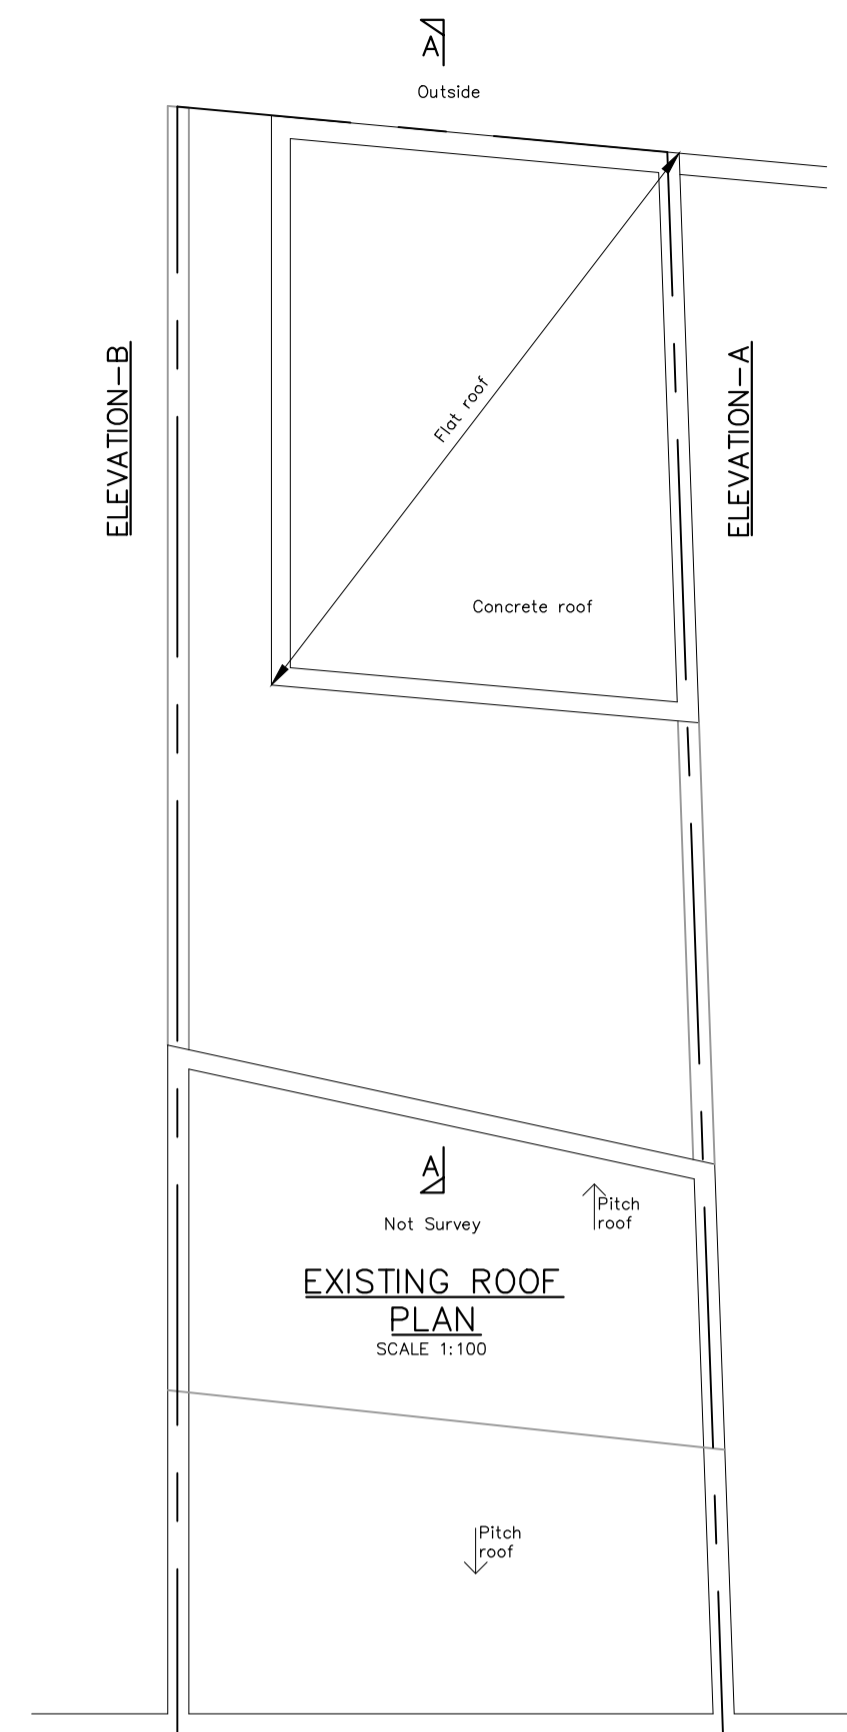 A
Outside
ELEVATION-B
Flat roof
ELEVATION-A
Concrete roof
A
Not Survey
Pitch
roof
EXISTING ROOF
PLAN
SCALE 1:100
Pitch
roof